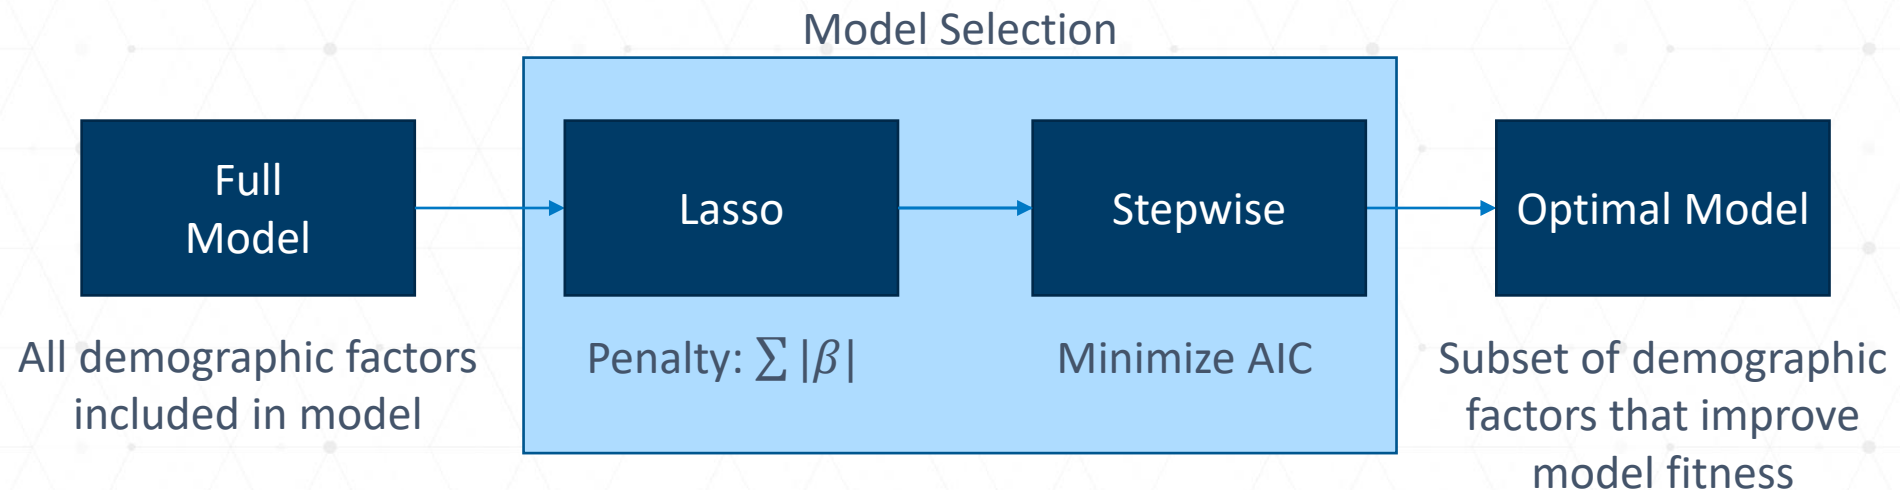 Model Selection
Full
Model
Lasso
Stepwise
Optimal Model
All demographic factors
included in model
Penalty: ∑ |β|
Minimize AIC
Subset of demographic
factors that improve
model fitness